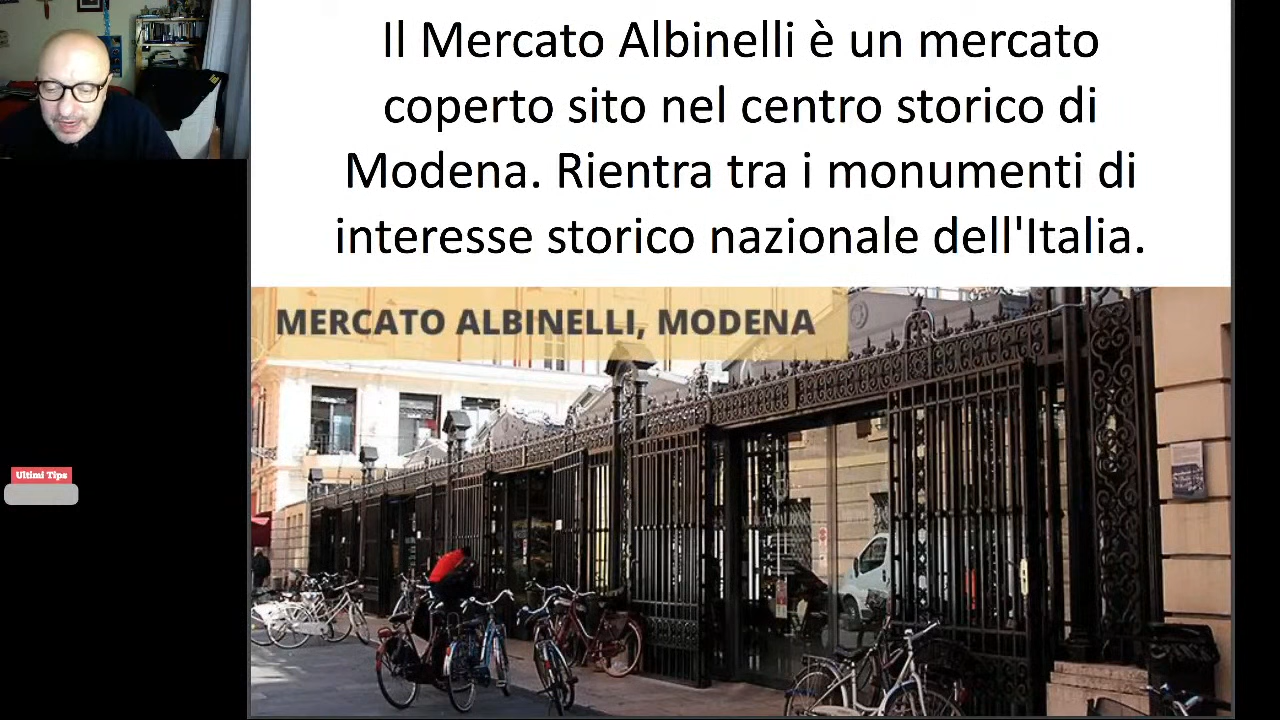 Il Mercato Albinelli è un mercato
coperto sito nel centro storico di
Modena. Rientra tra i monumenti di
interesse storico nazionale dell'Italia.
MERCATO ALBINELLI, MODENA
Ultimi Tips